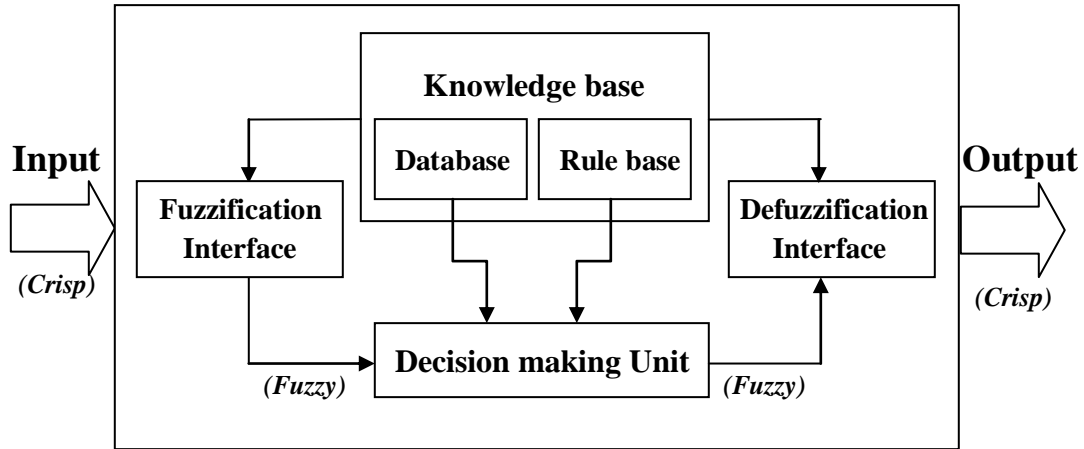 Knowledge base
Database
Rule base
Input
Output
Fuzzification
Interface
Defuzzification
Interface
(Crisp)
(Crisp)
Decision making Unit
(Fuzzy)
(Fuzzy)